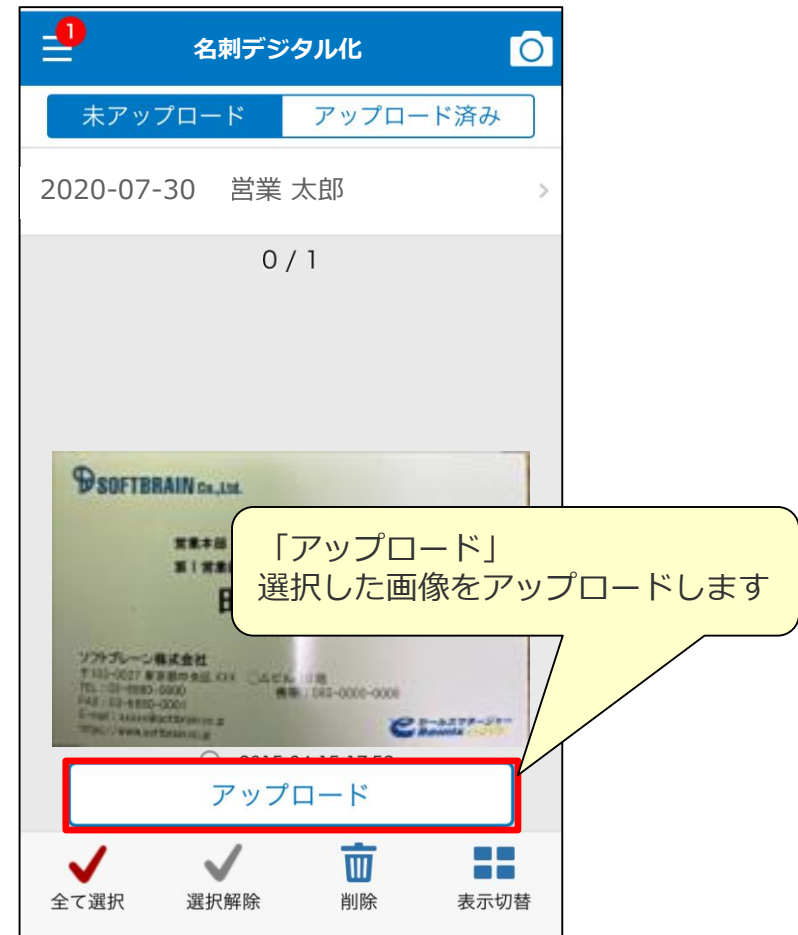 1
名刺デジタル化
未アップロード
アップロード済み
2020-07-30 営業 太郎
0 / 1
SOFTBRAIN Co.,Ltd.
営業本部
「アップロード」
選択した画像をアップロードします
ソフトブレーン株式会社
アップロード
全て選択
選択解除
削除
表示切替